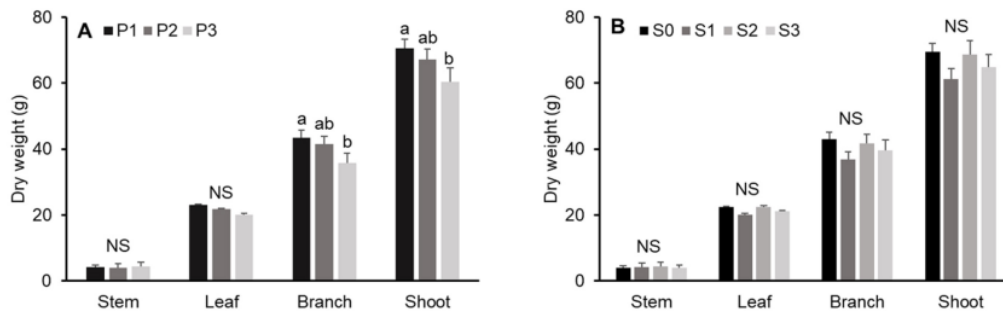 A P1 P2 P3
Dry weight (g)
80
60
40
20
0
NS
NS
a ab b
a ab b
Stem Leaf Branch Shoot
B S0 S1 S2 S3
Dry weight (g)
80
60
40
20
0
NS
NS
NS
NS
Stem Leaf Branch Shoot